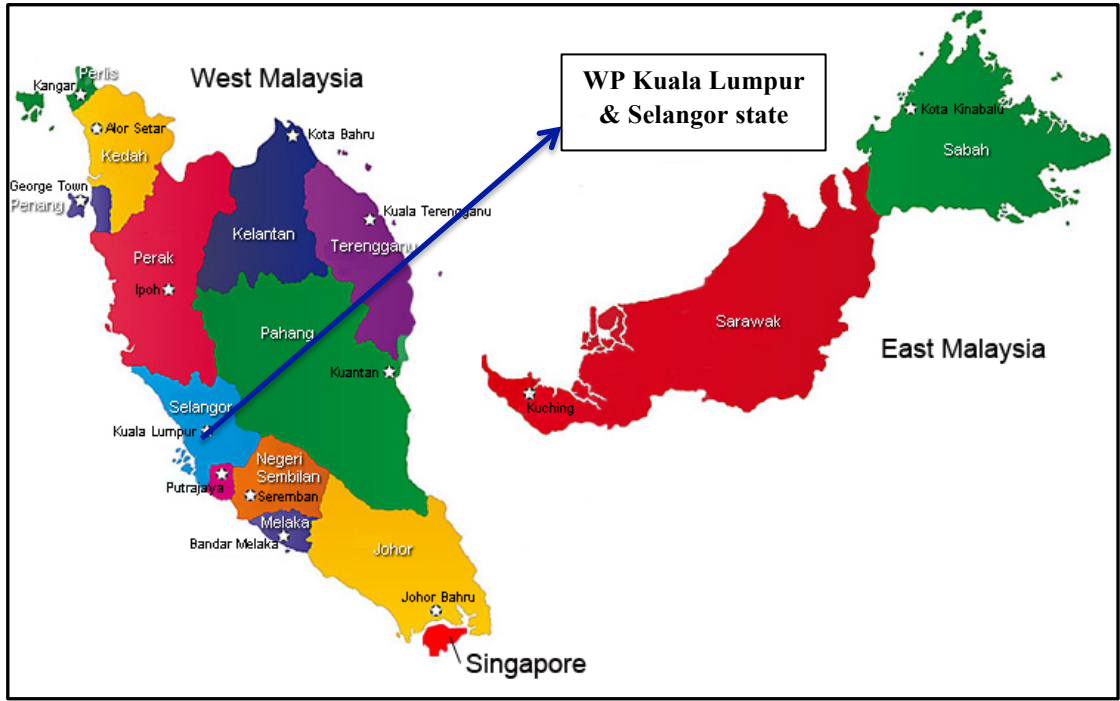 West Malaysia
WP Kuala Lumpur
& Selangor state
Perlis
Kangar
Alor Setar
Kedah
George Town
Penang
Kota Bahru
Kuala Terengganu
Kelantan
Terengganu
Perak
Ipoh
Pahang
Kuantan
Selangor
Kuala Lumpur
Negeri
Sembilan
Putrajaya
Seremban
Melaka
Bandar Melaka
Johor
Johor Bahru
Singapore
Kota Kinabalu
Sabah
Sarawak
East Malaysia
Kuching